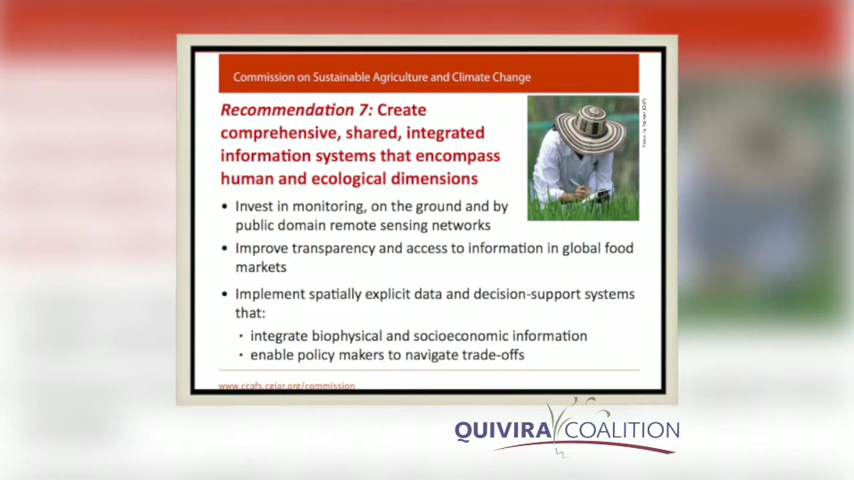 Commission on Sustainable Agriculture and Climate Change
Recommendation 7: Create
comprehensive, shared, integrated
information systems that encompass
human and ecological dimensions
• Invest in monitoring, on the ground and by
public domain remote sensing networks
• Improve transparency and access to information in global food
markets
• Implement spatially explicit data and decision-support systems
that:
· integrate biophysical and socioeconomic information
· enable policy makers to navigate trade-offs
www.ccafs.cgiar.org/commission
QUIVIRA COALITION